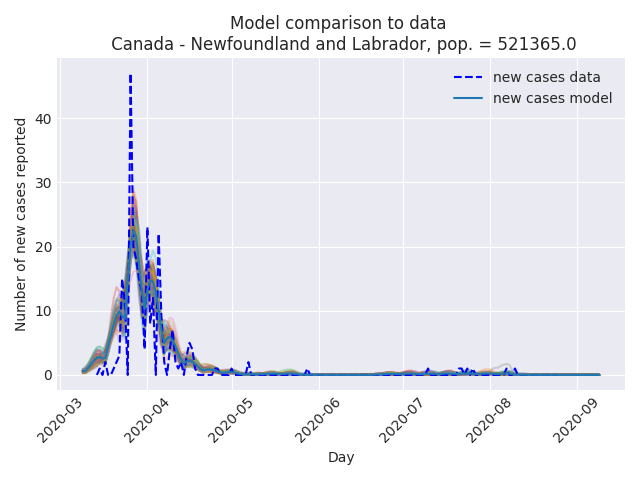 Model comparison to data
Canada - Newfoundland and Labrador, pop. = 521365.0
new cases data
new cases model
Number of new cases reported
40
30
20
10
0
2020-03
2020-04
2020-05
2020-06
2020-07
2020-08
2020-09
Day